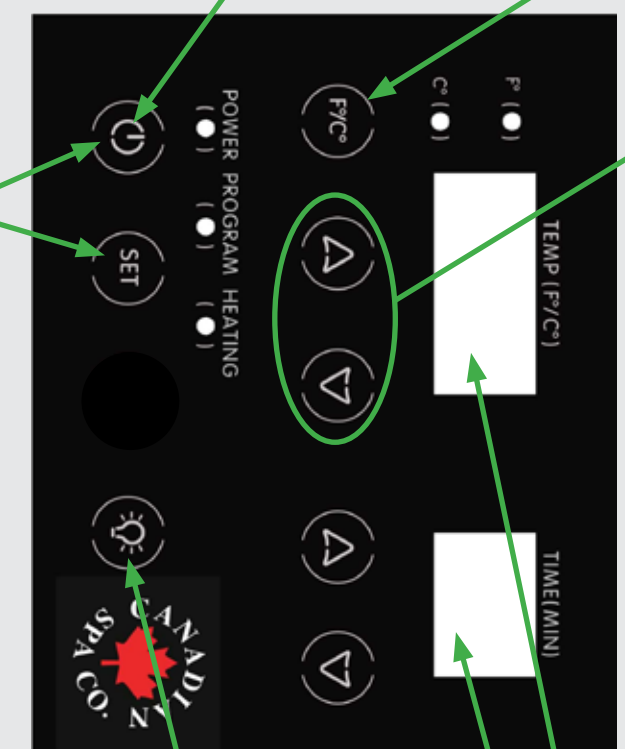 TEMP (F°/C°)
TIME(MIN)
F° ( )
C° ( )
F°/C°
POWER
PROGRAM
HEATING
( )
( )
( )
SET
CANADIAN
SPA CO.